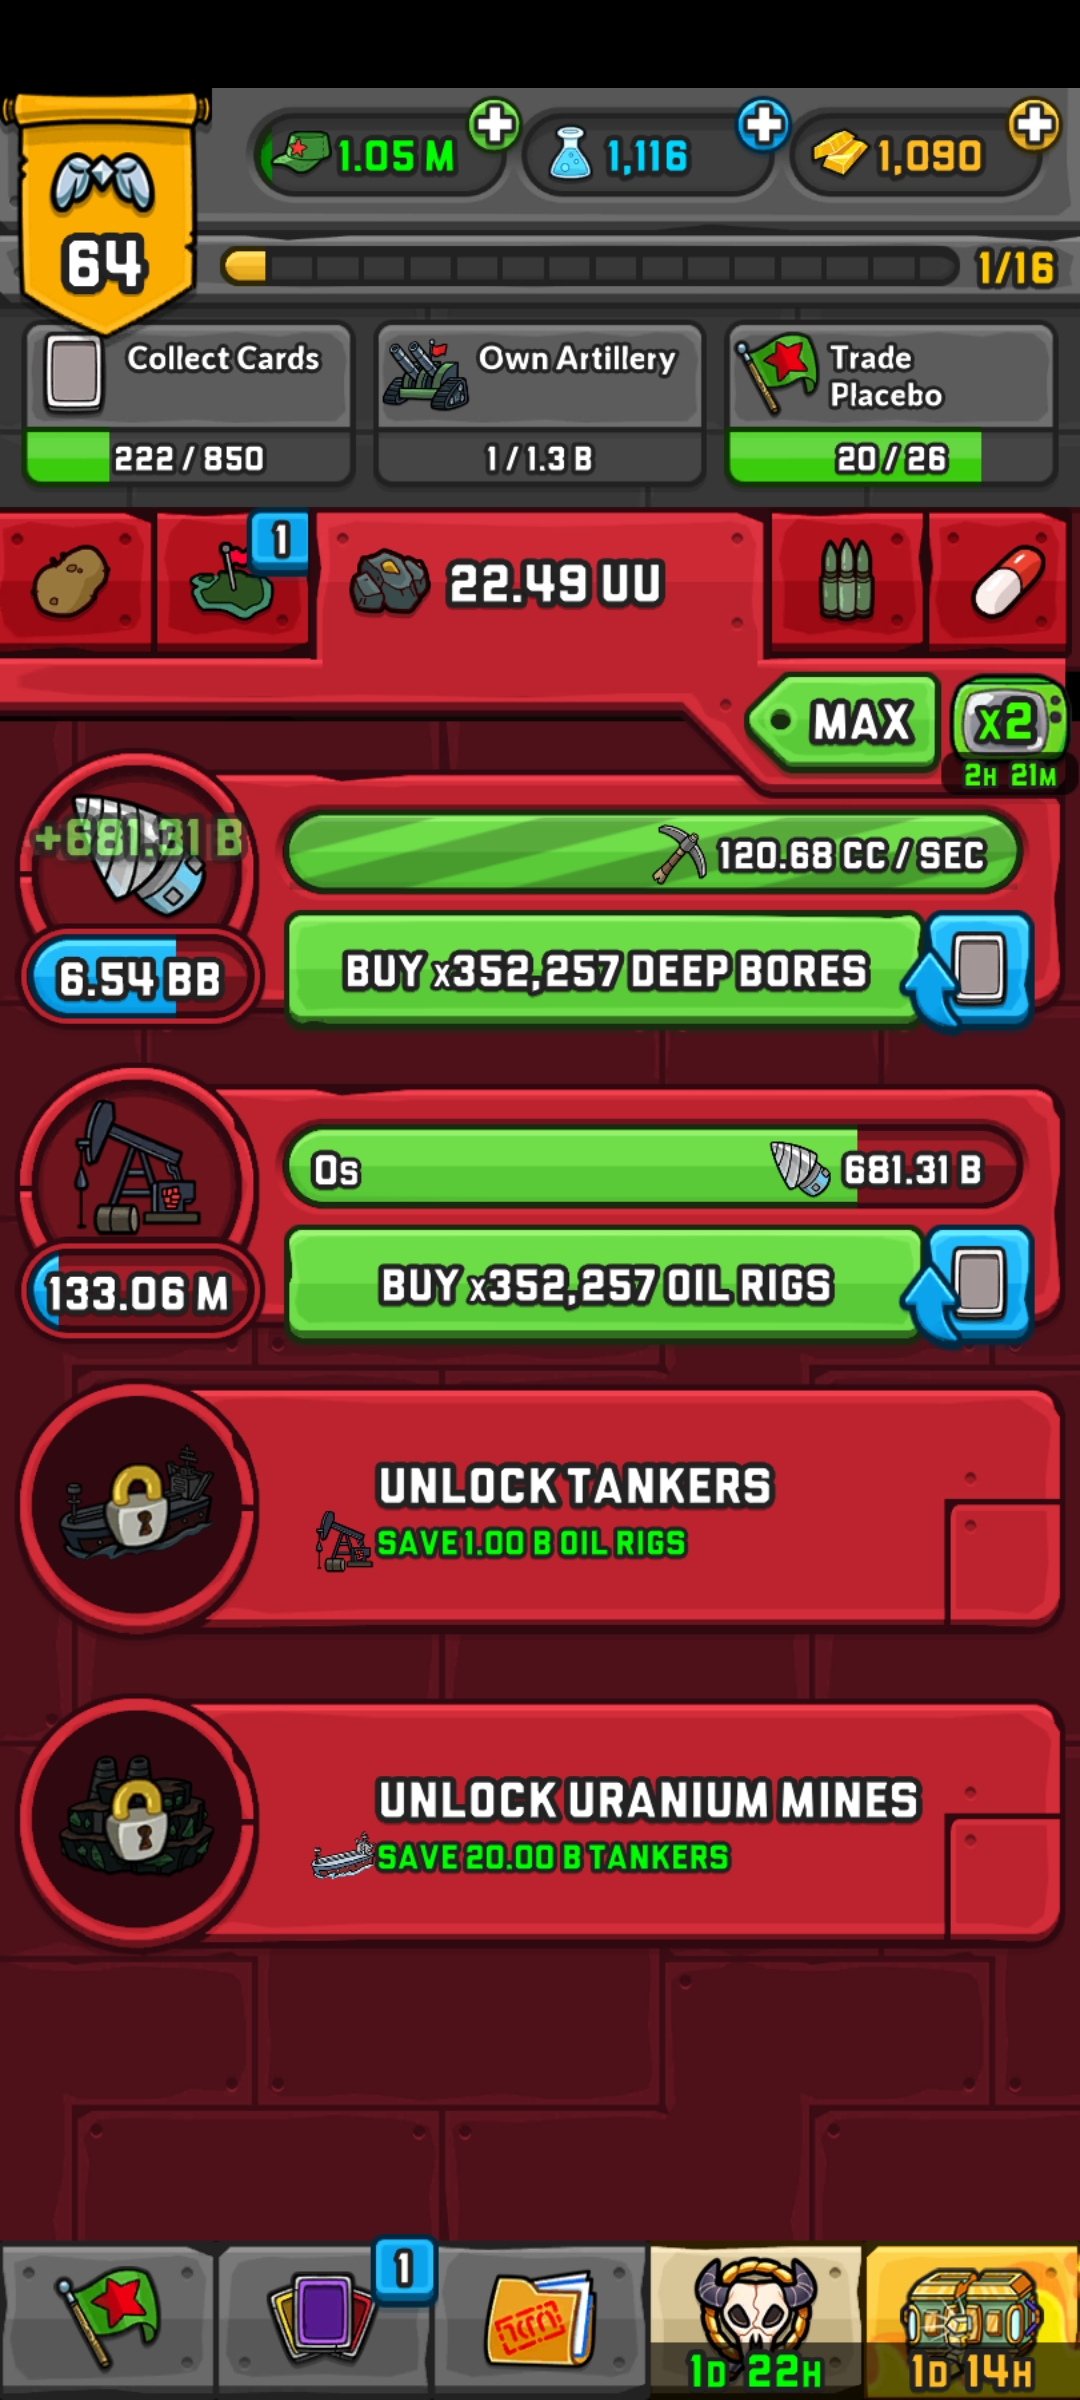 1.05 M
1,116
1,090
64
1/16
Collect Cards
222 / 850
Own Artillery
1 / 1.3 B
Trade
Placebo
20 / 26
1
22.49 UU
MAX
x2
2H 21M
+681.31 B
120.68 CC / SEC
6.54 BB
BUY x352,257 DEEP BORES
0s
681.31 B
133.06 M
BUY x352,257 OIL RIGS
UNLOCK TANKERS
SAVE 1.00 B OIL RIGS
UNLOCK URANIUM MINES
SAVE 20.00 B TANKERS
1
1D 22H
1D 14H